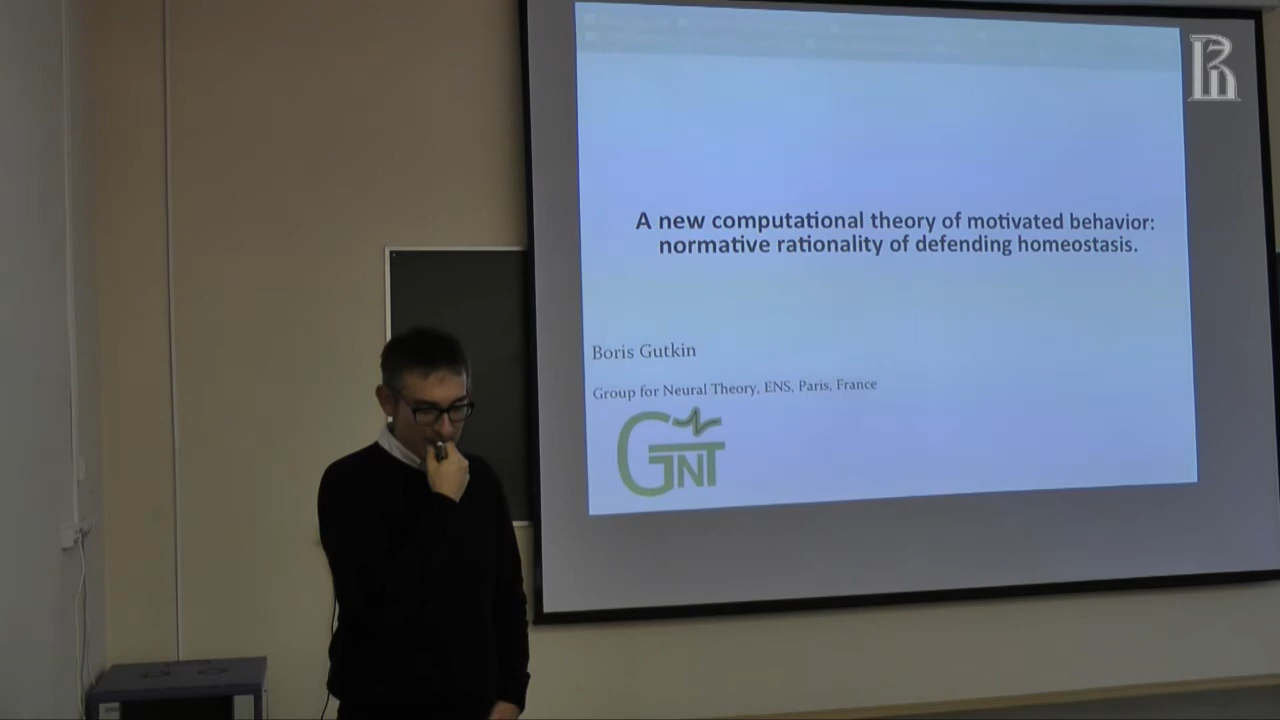 A new computational theory of motivated behavior:
normative rationality of defending homeostasis.
Boris Gutkin
Group for Neural Theory, ENS, Paris, France
GNT